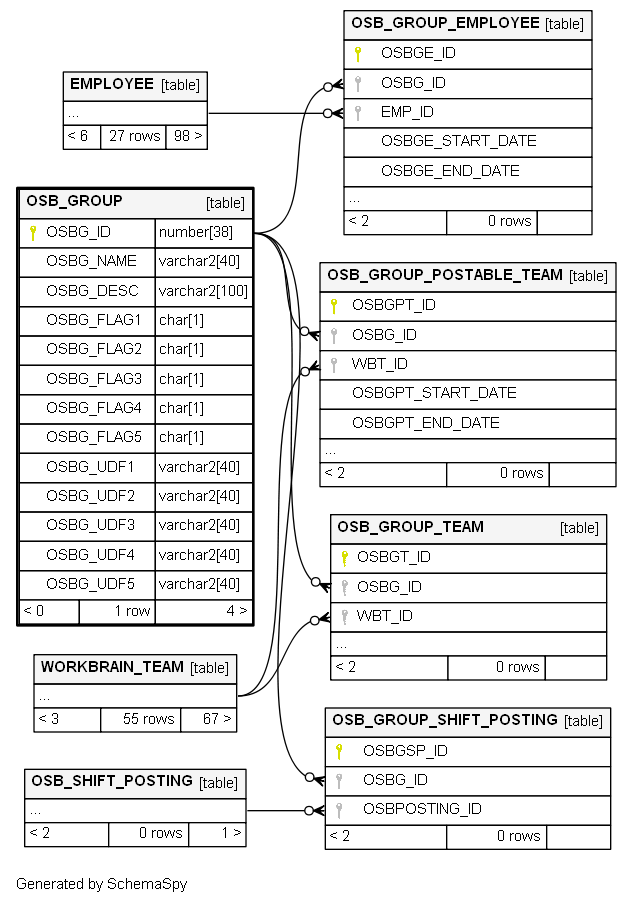 OSB_GROUP_EMPLOYEE [table]
OSBGE_ID
OSBG_ID
EMP_ID
OSBGE_START_DATE
OSBGE_END_DATE
...
< 2 0 rows
EMPLOYEE [table]
...
< 6 27 rows 98 >
OSB_GROUP [table]
OSBG_ID number[38]
OSBG_NAME varchar2[40]
OSBG_DESC varchar2[100]
OSBG_FLAG1 char[1]
OSBG_FLAG2 char[1]
OSBG_FLAG3 char[1]
OSBG_FLAG4 char[1]
OSBG_FLAG5 char[1]
OSBG_UDF1 varchar2[40]
OSBG_UDF2 varchar2[40]
OSBG_UDF3 varchar2[40]
OSBG_UDF4 varchar2[40]
OSBG_UDF5 varchar2[40]
< 0 1 row 4 >
OSB_GROUP_POSTABLE_TEAM [table]
OSBGPT_ID
OSBG_ID
WBT_ID
OSBGPT_START_DATE
OSBGPT_END_DATE
...
< 2 0 rows
OSB_GROUP_TEAM [table]
OSBGT_ID
OSBG_ID
WBT_ID
...
< 2 0 rows
WORKBRAIN_TEAM [table]
...
< 3 55 rows 67 >
OSB_GROUP_SHIFT_POSTING [table]
OSBGSP_ID
OSBG_ID
OSBPOSTING_ID
< 2 0 rows
OSB_SHIFT_POSTING [table]
...
< 2 0 rows 1 >
Generated by SchemaSpy